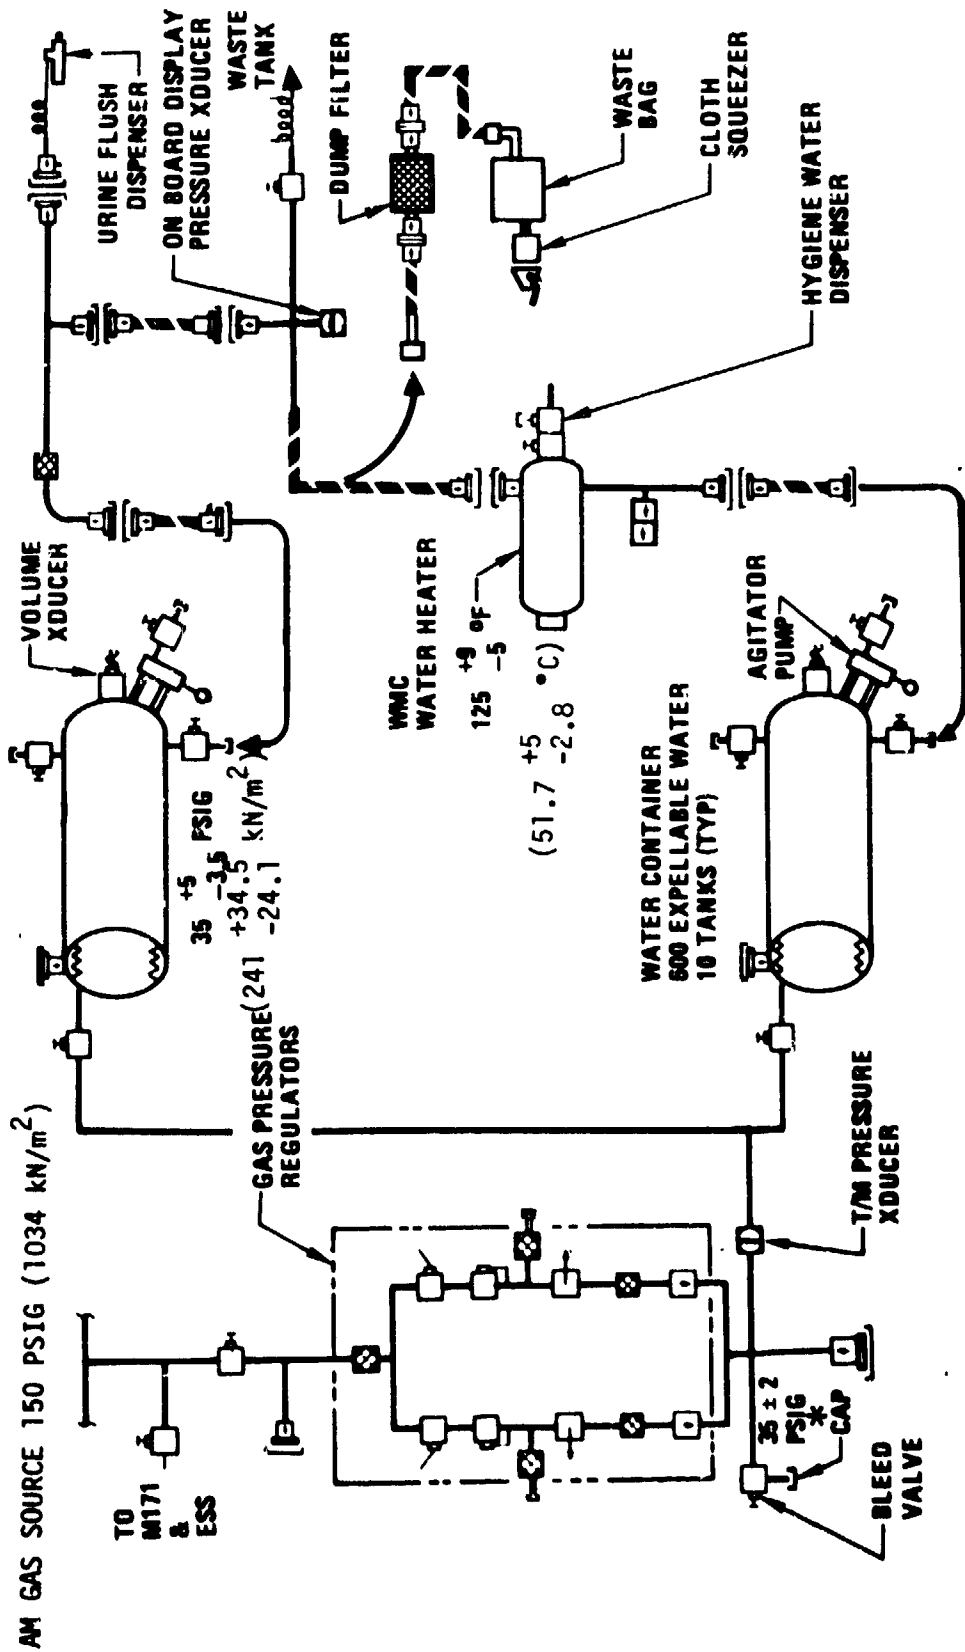 AM GAS SOURCE 150 PSIG (1034 kN/m²)
TO
M171
&
ESS
GAS PRESSURE
REGULATORS
35 +5 -3.5 PSIG
(241 +34.5 -24.1 kN/m²)
VOLUME
XDUCER
URINE FLUSH
DISPENSER
ON BOARD DISPLAY
PRESSURE XDUCER
WASTE
TANK
DUMP FILTER
WASTE
BAG
CLOTH
SQUEEZER
HYGIENE WATER
DISPENSER
WMC
WATER HEATER
125 +9 -5 °F
(51.7 +5 -2.8 °C)
AGITATOR
PUMP
WATER CONTAINER
600 EXPELLABLE WATER
10 TANKS (TYP)
T/M PRESSURE
XDUCER
35 ± 2
PSIG
*
CAP
BLEED
VALVE